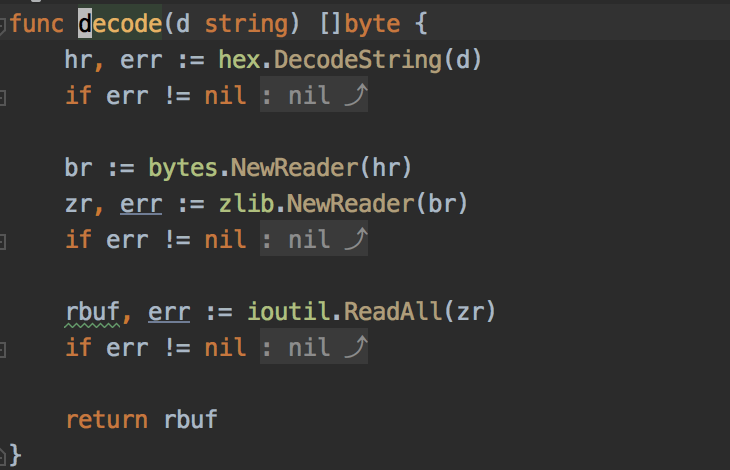 func decode(d string) []byte {
    hr, err := hex.DecodeString(d)
    if err != nil : nil ⤴

    br := bytes.NewReader(hr)
    zr, err := zlib.NewReader(br)
    if err != nil : nil ⤴

    rbuf, err := ioutil.ReadAll(zr)
    if err != nil : nil ⤴

    return rbuf
}